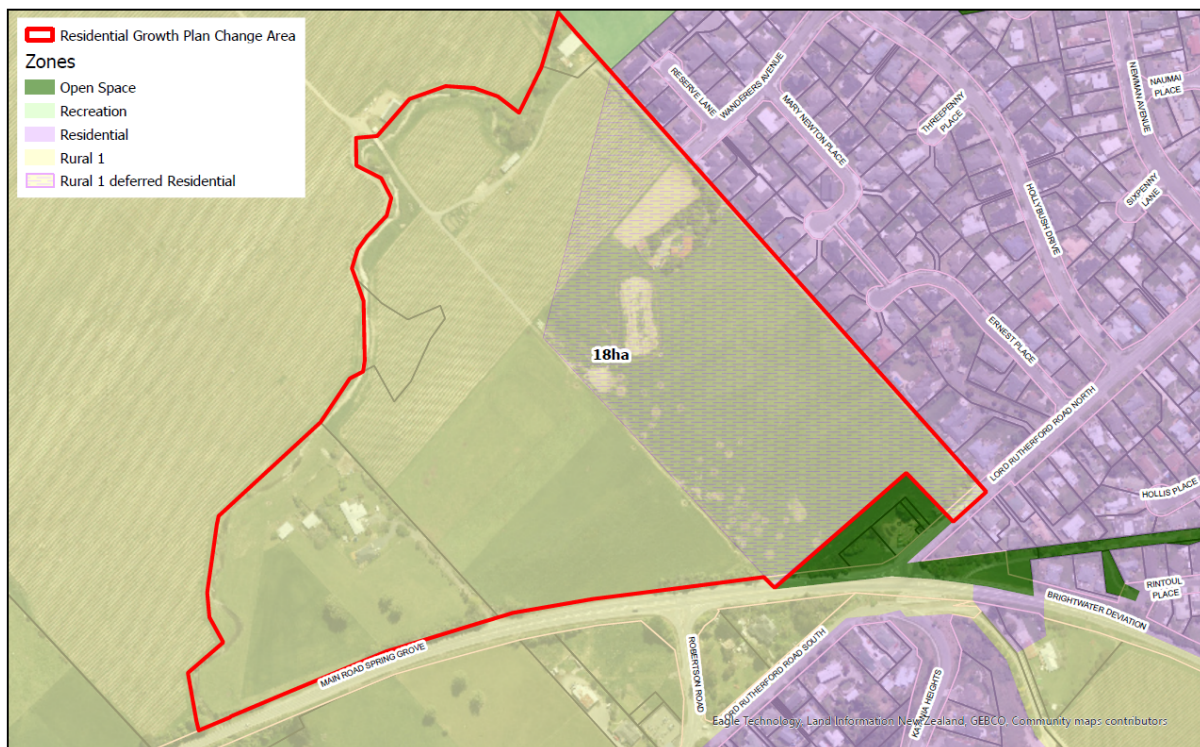 Residential Growth Plan Change Area
Zones
Open Space
Recreation
Residential
Rural 1
Rural 1 deferred Residential
RESERVE LANE
WANDERERS AVENUE
MARY NEWTON PLACE
THREEPENNY
PLACE
NEWMAN AVENUE
NAUMAI
PLACE
SIXPENNY
LANE
HOLLYBUSH DRIVE
ERNEST PLACE
18ha
LORD RUTHERFORD ROAD NORTH
HOLLIS PLACE
RINTOUL
PLACE
BRIGHTWATER DEVIATION
MAIN ROAD SPRING GROVE
ROBERTSON ROAD
LORD RUTHERFORD ROAD SOUTH
HEIGHTS
Eagle Technology, Land Information New Zealand, GEBCO, Community maps contributors